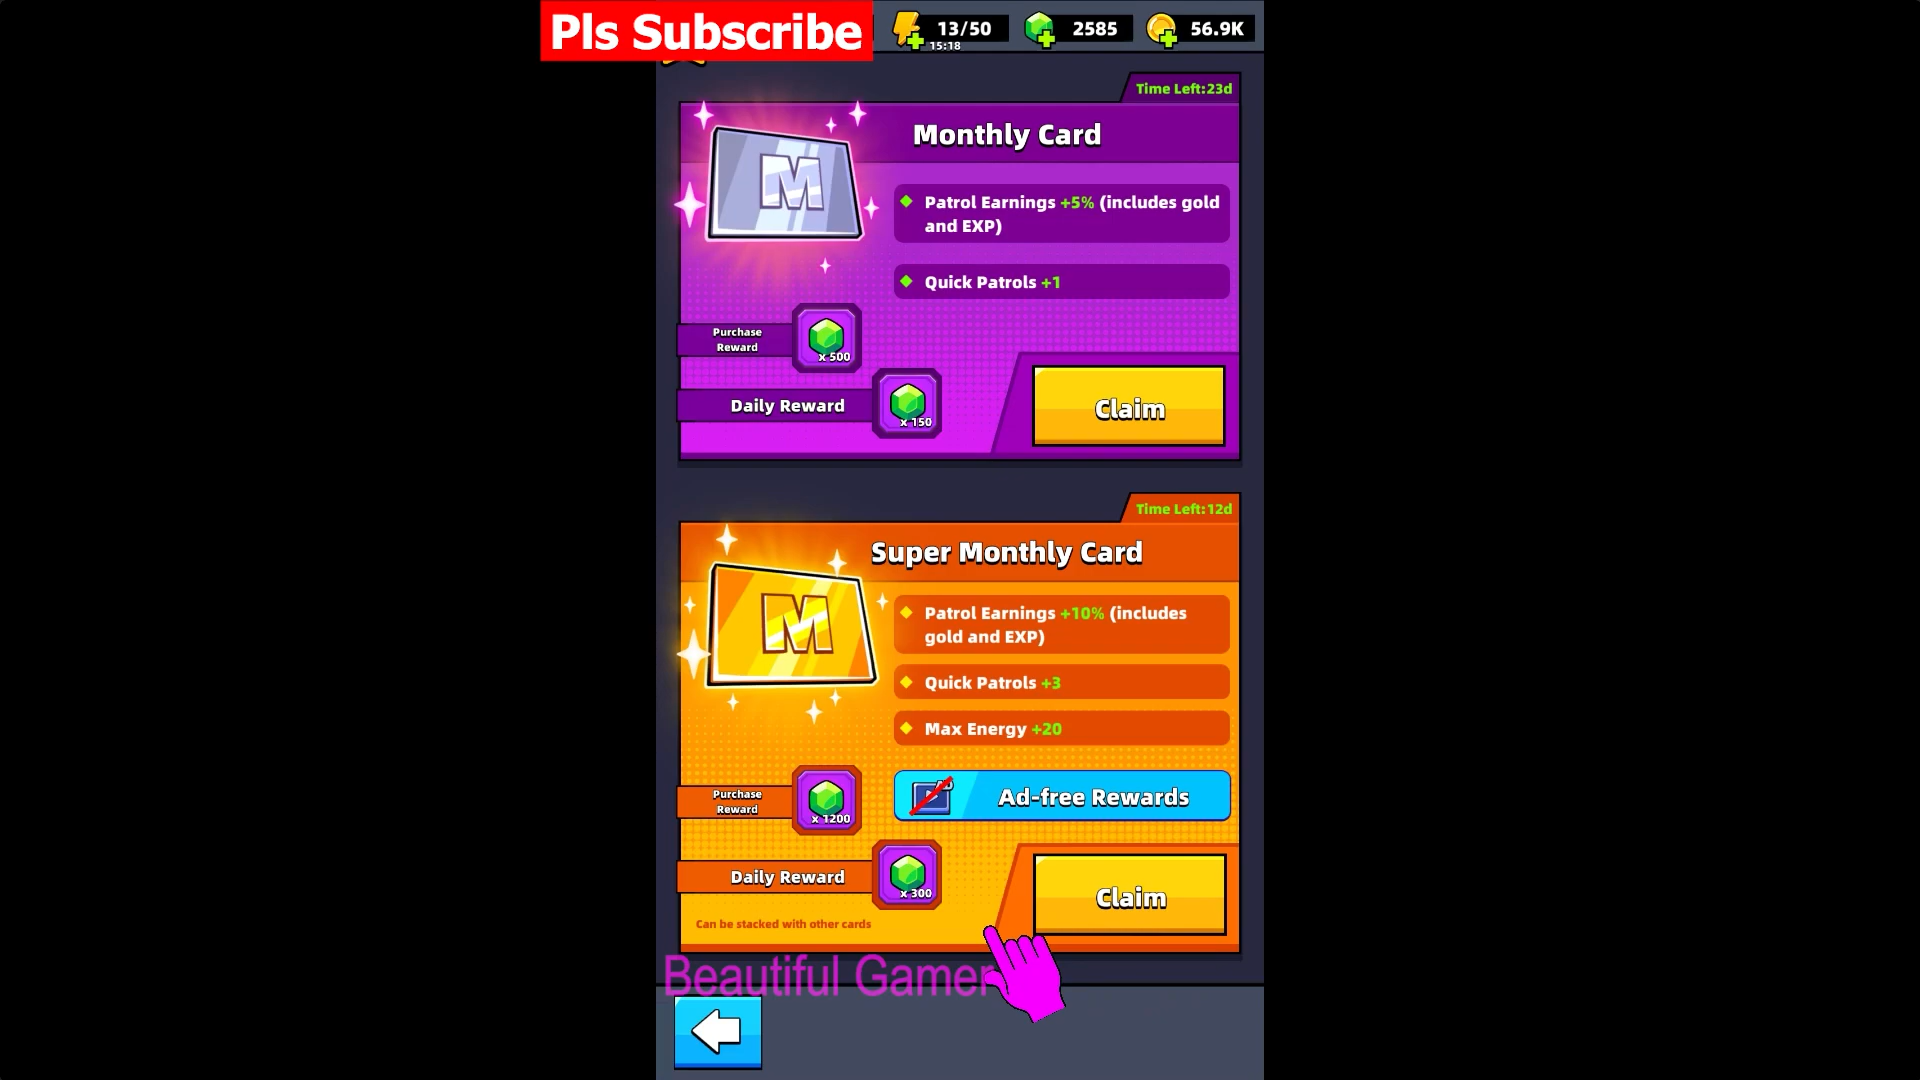 Pls Subscribe
13/50
15:18
2585
56.9K
Time Left:23d
Monthly Card
M
Patrol Earnings +5% (includes gold
and EXP)
Quick Patrols +1
Purchase
Reward
x 500
Daily Reward
x 150
Claim
Time Left:12d
Super Monthly Card
M
Patrol Earnings +10% (includes
gold and EXP)
Quick Patrols +3
Max Energy +20
Purchase
Reward
x 1200
Ad-free Rewards
Daily Reward
x 300
Claim
Can be stacked with other cards
Beautiful Gamer